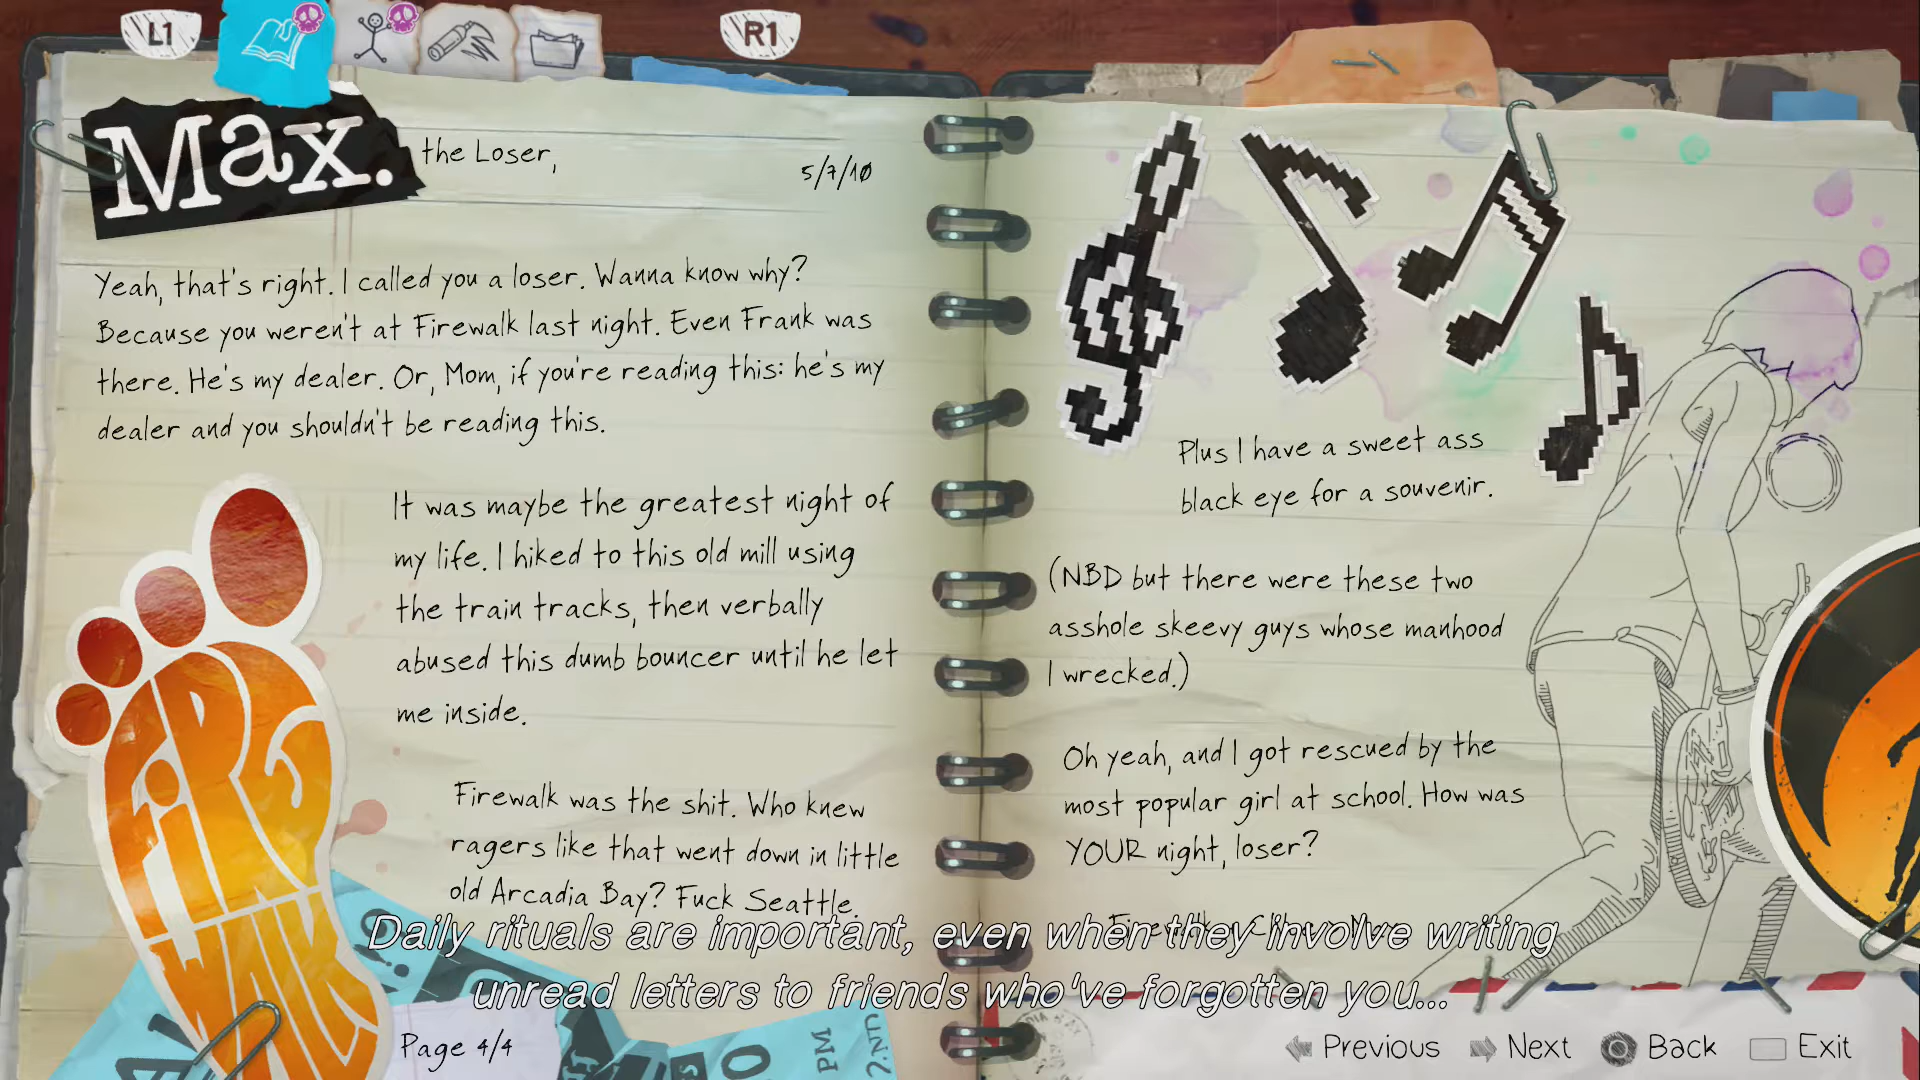 L1
R1
Max.
the Loser,
5/7/10
Yeah, that's right. I called you a loser. Wanna know why?
Because you weren't at Firewalk last night. Even Frank was
there. He's my dealer. Or, Mom, if you're reading this: he's my
dealer and you shouldn't be reading this.
It was maybe the greatest night of
my life. I hiked to this old mill using
the train tracks, then verbally
abused this dumb bouncer until he let
me inside.
Firewalk was the shit. Who knew
ragers like that went down in little
old Arcadia Bay? Fuck Seattle.
FIRE
WALK
PM
Page 4/4
Plus I have a sweet ass
black eye for a souvenir.
(NBD but there were these two
asshole skeevy guys whose manhood
I wrecked.)
Oh yeah, and I got rescued by the
most popular girl at school. How was
YOUR night, loser?
Daily rituals are important, even when they involve writing
unread letters to friends who've forgotten you...
Previous Next Back Exit